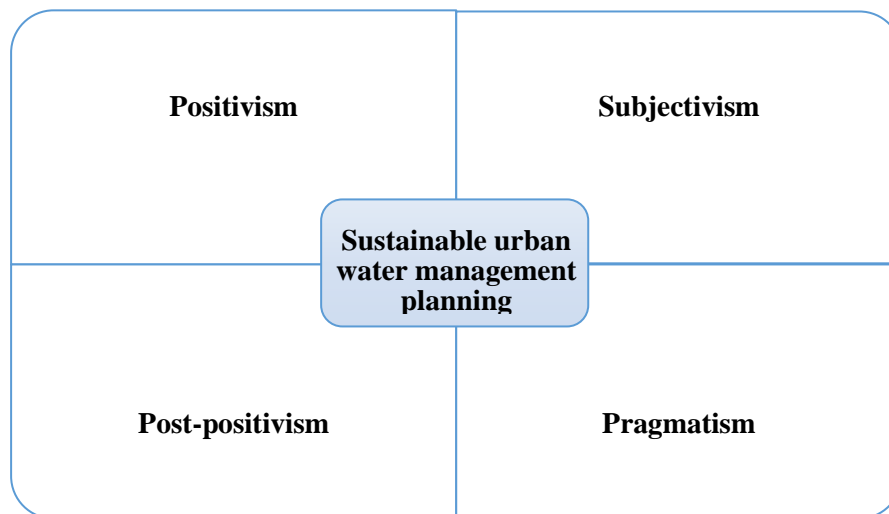 Positivism
Subjectivism
Sustainable urban
water management
planning
Post-positivism
Pragmatism